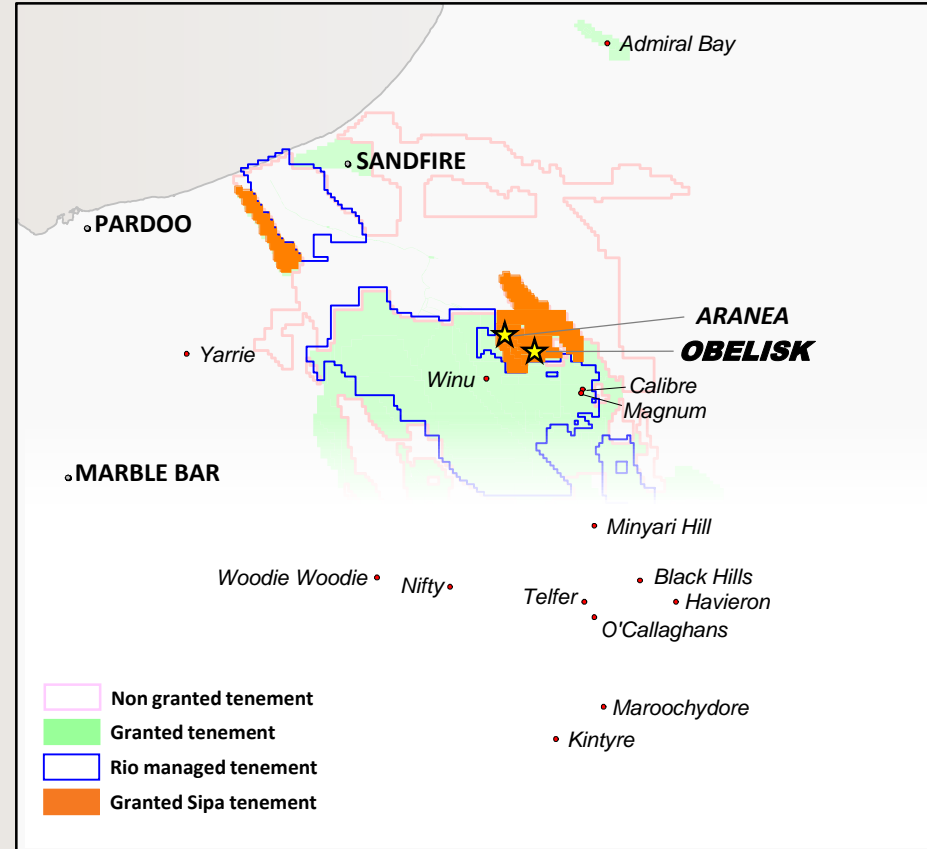 Admiral Bay
SANDFIRE
PARDOO
ARANEA
OBELISK
Yarrie
Winu
Calibre
Magnum
MARBLE BAR
Minyari Hill
Woodie Woodie
Nifty
Black Hills
Telfer
Havieron
O'Callaghans
Maroochydore
Kintyre
Non granted tenement
Granted tenement
Rio managed tenement
Granted Sipa tenement